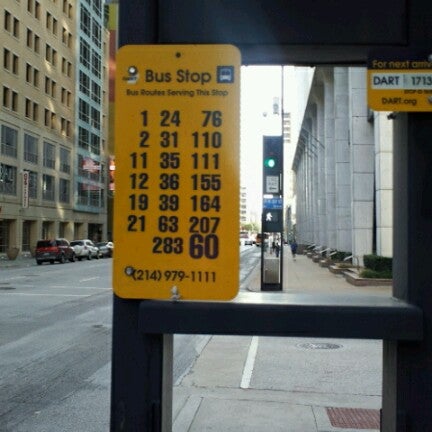 Bus Stop
Bus Routes Serving This Stop
1 24 76
2 31 110
11 35 111
12 36 155
19 39 164
21 63 207
283 60
(214) 979-1111
For next arriv
DART 1713
DART.org